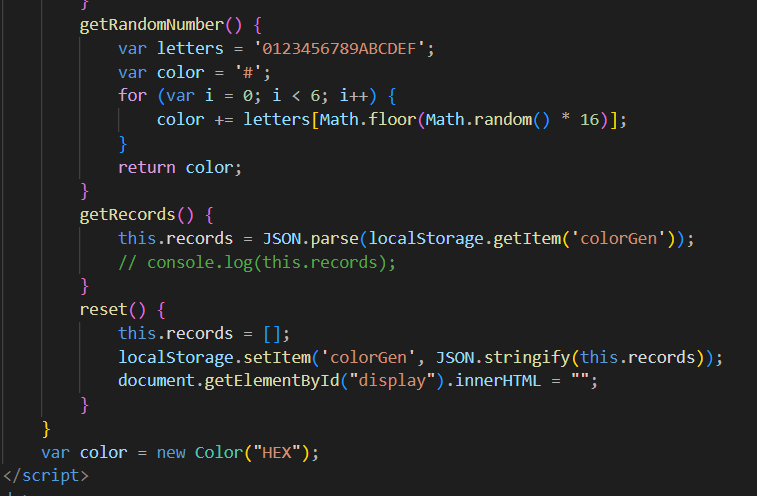 }
getRandomNumber() {
var letters = '0123456789ABCDEF';
var color = '#';
for (var i = 0; i < 6; i++) {
color += letters[Math.floor(Math.random() * 16)];
}
return color;
}
getRecords() {
this.records = JSON.parse(localStorage.getItem('colorGen'));
// console.log(this.records);
}
reset() {
this.records = [];
localStorage.setItem('colorGen', JSON.stringify(this.records));
document.getElementById("display").innerHTML = "";
}
}
var color = new Color("HEX");
</script>